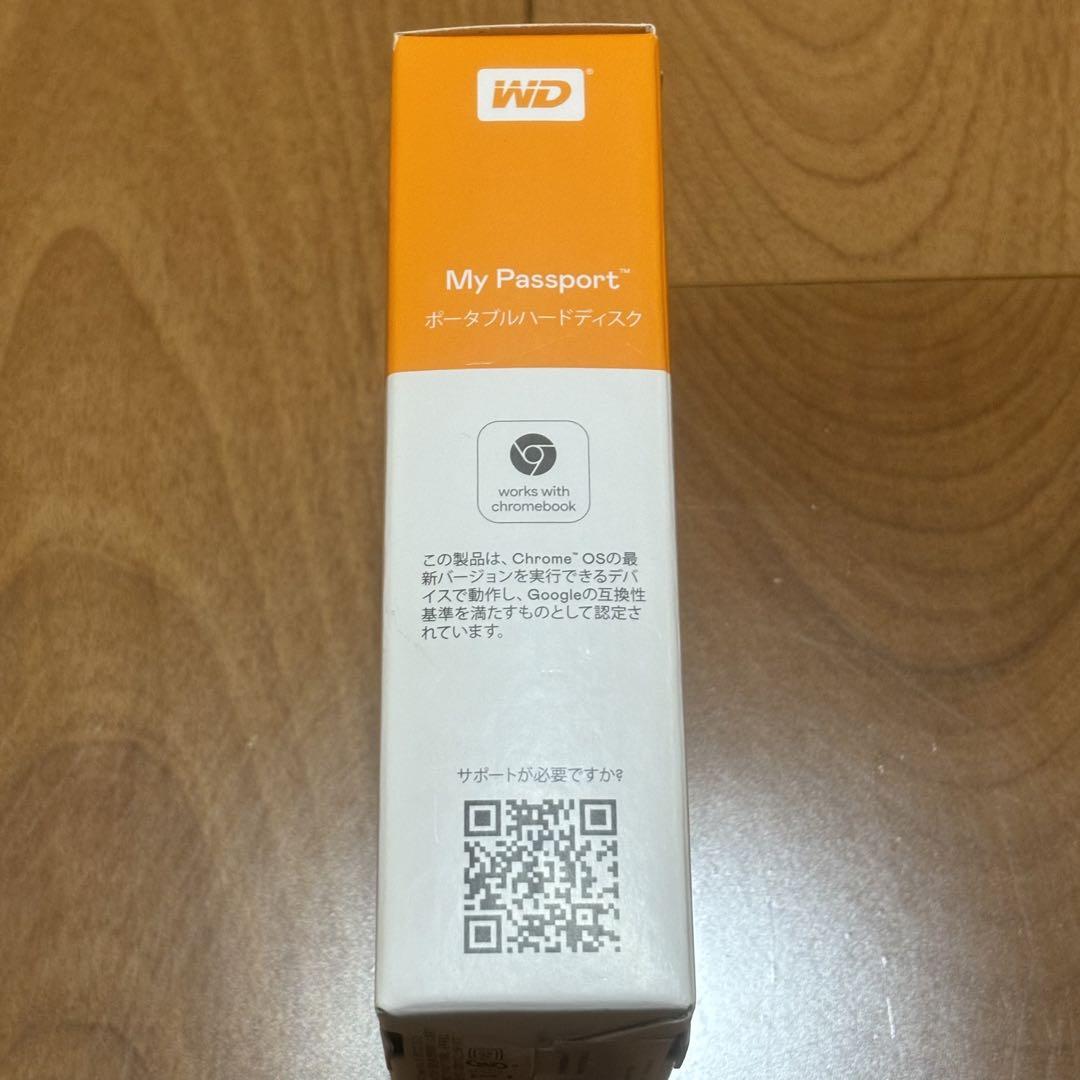 WD®
My Passport™
ポータブルハードディスク
works with
chromebook
この製品は、Chrome™ OSの最
新バージョンを実行できるデバ
イスで動作し、Googleの互換性
基準を満たすものとして認定さ
れています。
サポートが必要ですか?